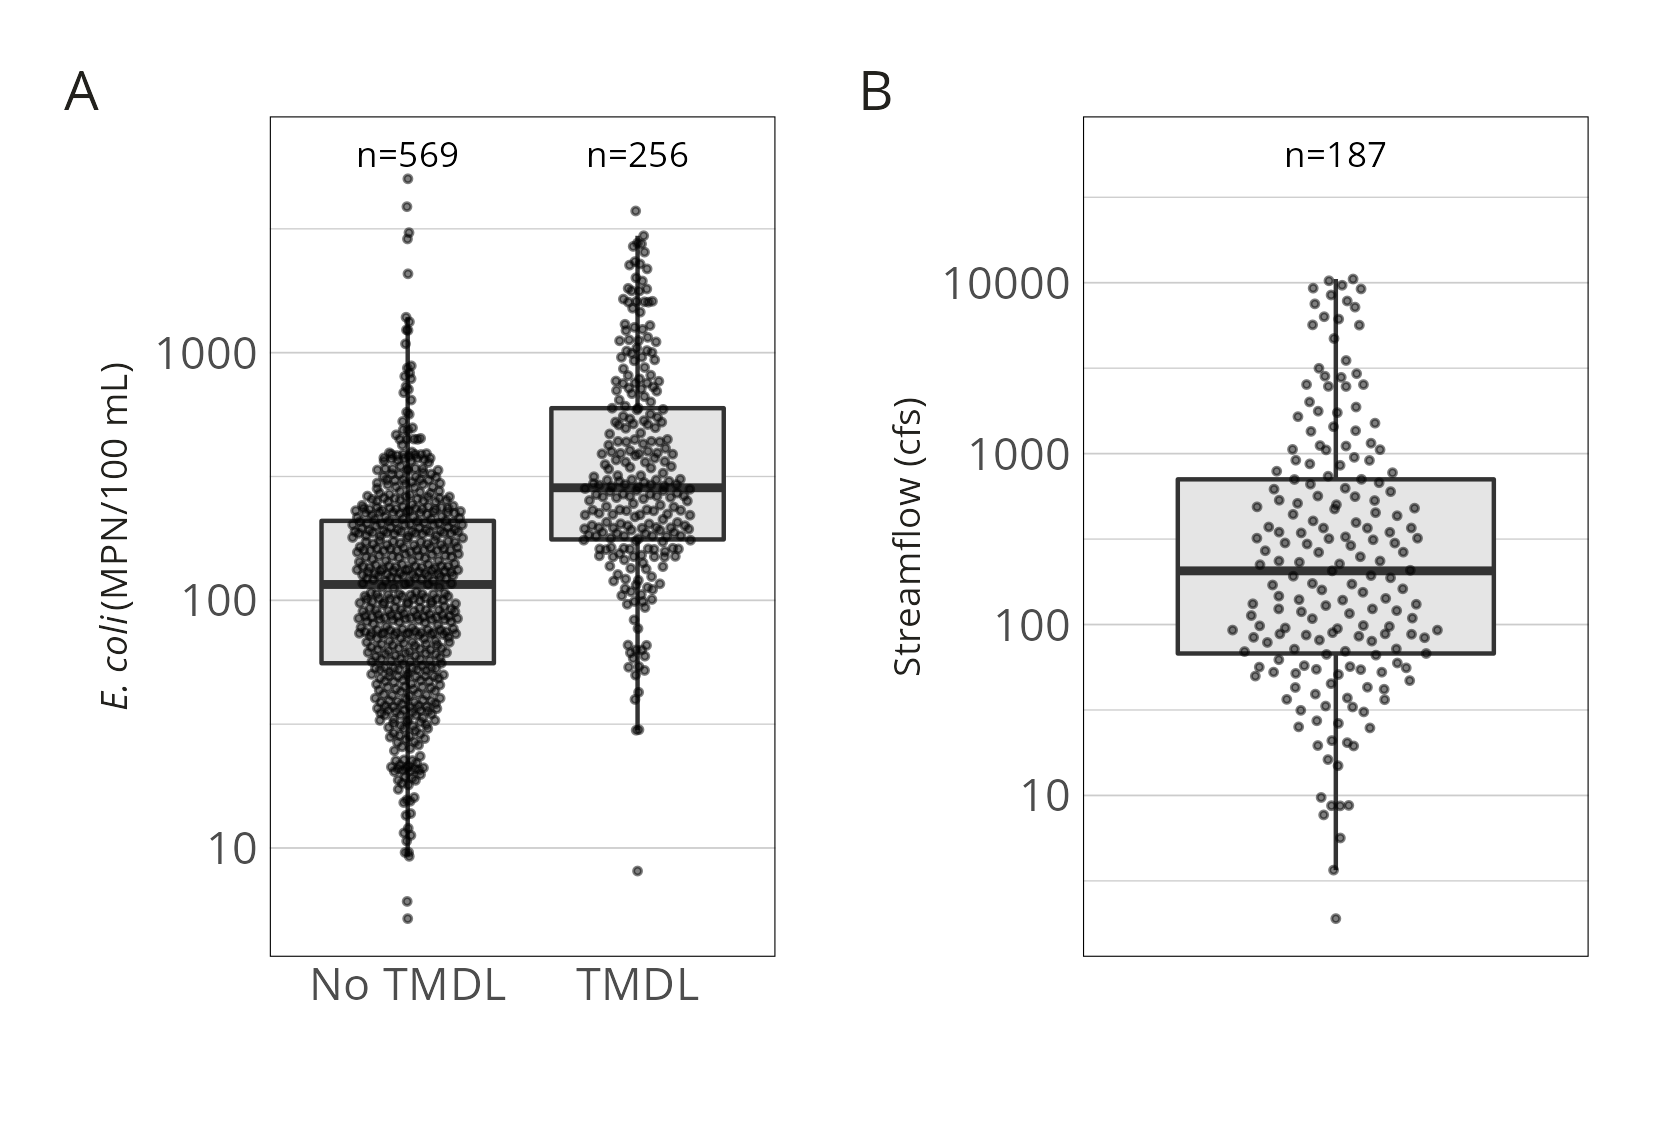 A
n=569
n=256
E. coli(MPN/100 mL)
1000
100
10
No TMDL
TMDL
B
n=187
Streamflow (cfs)
10000
1000
100
10